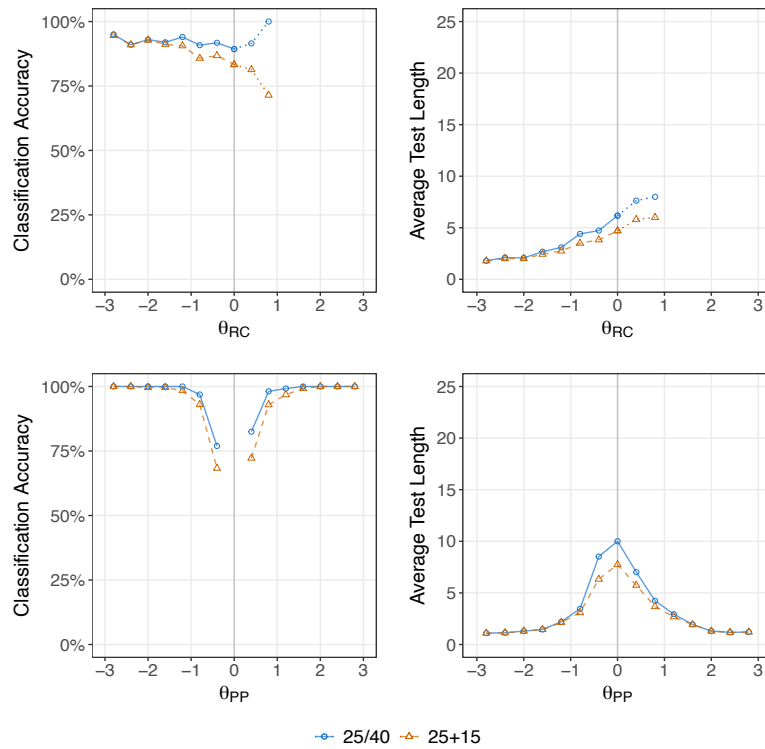 Classification Accuracy
100%
75%
50%
25%
0%
−3 −2 −1 0 1 2 3
θRC
Average Test Length
25
20
15
10
5
0
−3 −2 −1 0 1 2 3
θRC
Classification Accuracy
100%
75%
50%
25%
0%
−3 −2 −1 0 1 2 3
θPP
Average Test Length
25
20
15
10
5
0
−3 −2 −1 0 1 2 3
θPP
25/40 25+15